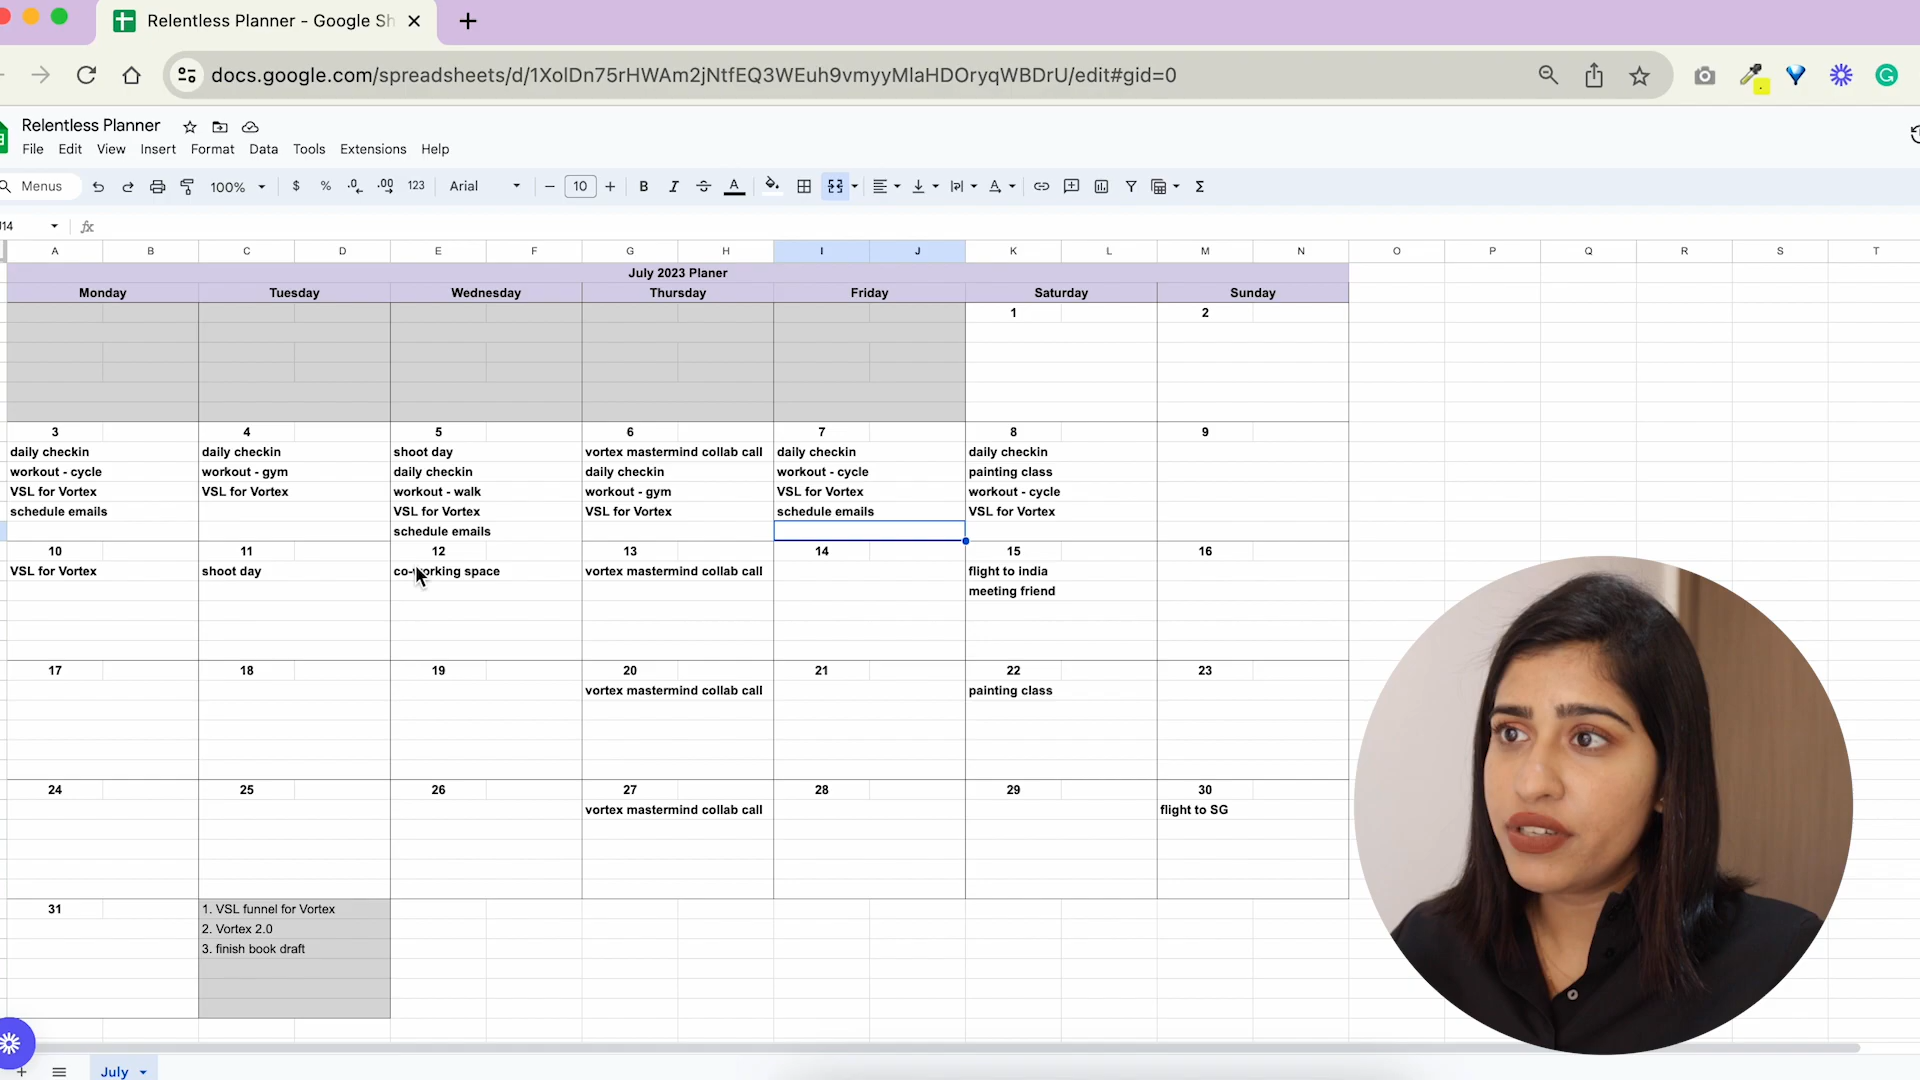 Relentless Planner - Google Sh
docs.google.com/spreadsheets/d/1XolDn75rHWAm2jNtfEQ3WEuh9vmyyMlaHDOryqWBDrU/edit#gid=0
Relentless Planner
File Edit View Insert Format Data Tools Extensions Help
Menus 100% $ % .0 .00 123 Arial 10 B I S A
J14 fx
A B C D E F G H I J K L M N O P Q R S T
July 2023 Planer
Monday Tuesday Wednesday Thursday Friday Saturday Sunday
1 2
3 4 5 6 7 8 9
daily checkin daily checkin shoot day vortex mastermind collab call daily checkin daily checkin
workout - cycle workout - gym daily checkin daily checkin workout - cycle painting class
VSL for Vortex VSL for Vortex workout - walk workout - gym VSL for Vortex workout - cycle
schedule emails VSL for Vortex VSL for Vortex schedule emails VSL for Vortex
schedule emails
10 11 12 13 14 15 16
VSL for Vortex shoot day co-working space vortex mastermind collab call flight to india
meeting friend
17 18 19 20 21 22 23
vortex mastermind collab call painting class
24 25 26 27 28 29 30
vortex mastermind collab call flight to SG
31 1. VSL funnel for Vortex
2. Vortex 2.0
3. finish book draft
July